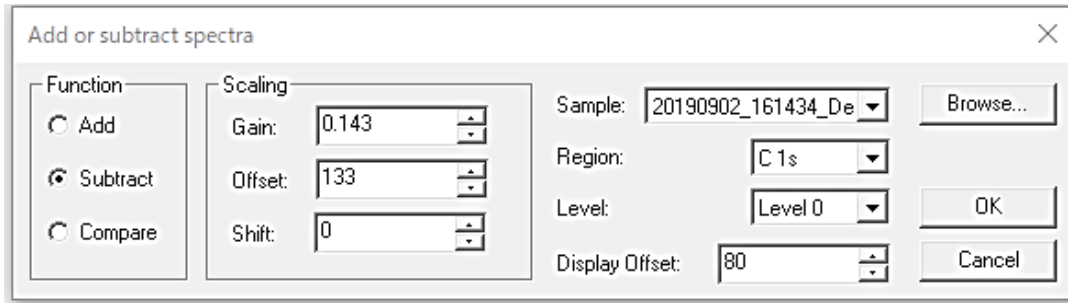 Add or subtract spectra
Function
Add
Subtract
Compare
Scaling
Gain: 0.143
Offset: 133
Shift: 0
Sample: 20190902_161434_De
Region: C 1s
Level: Level 0
Display Offset: 80
Browse...
OK
Cancel